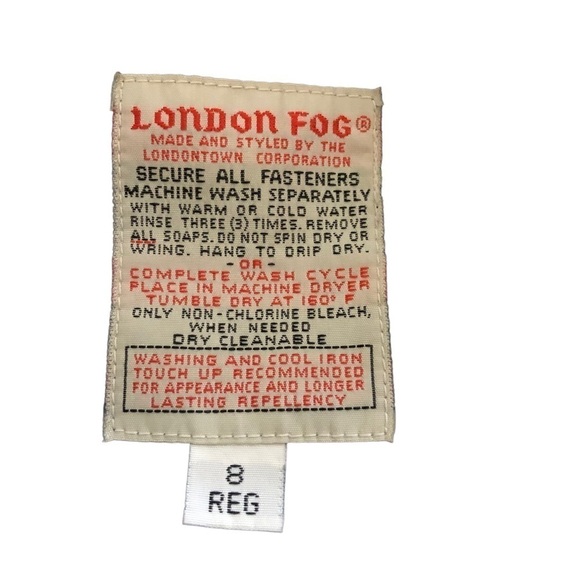 LONDON FOG®
MADE AND STYLED BY THE
LONDONTOWN CORPORATION
SECURE ALL FASTENERS
MACHINE WASH SEPARATELY
WITH WARM OR COLD WATER
RINSE THREE (3) TIMES. REMOVE
ALL SOAPS. DO NOT SPIN DRY OR
WRING. HANG TO DRIP DRY.
-OR-
COMPLETE WASH CYCLE
PLACE IN MACHINE DRYER
TUMBLE DRY AT 160° F
ONLY NON-CHLORINE BLEACH,
WHEN NEEDED
DRY CLEANABLE
WASHING AND COOL IRON
TOUCH UP RECOMMENDED
FOR APPEARANCE AND LONGER
LASTING REPELLENCY
8
REG